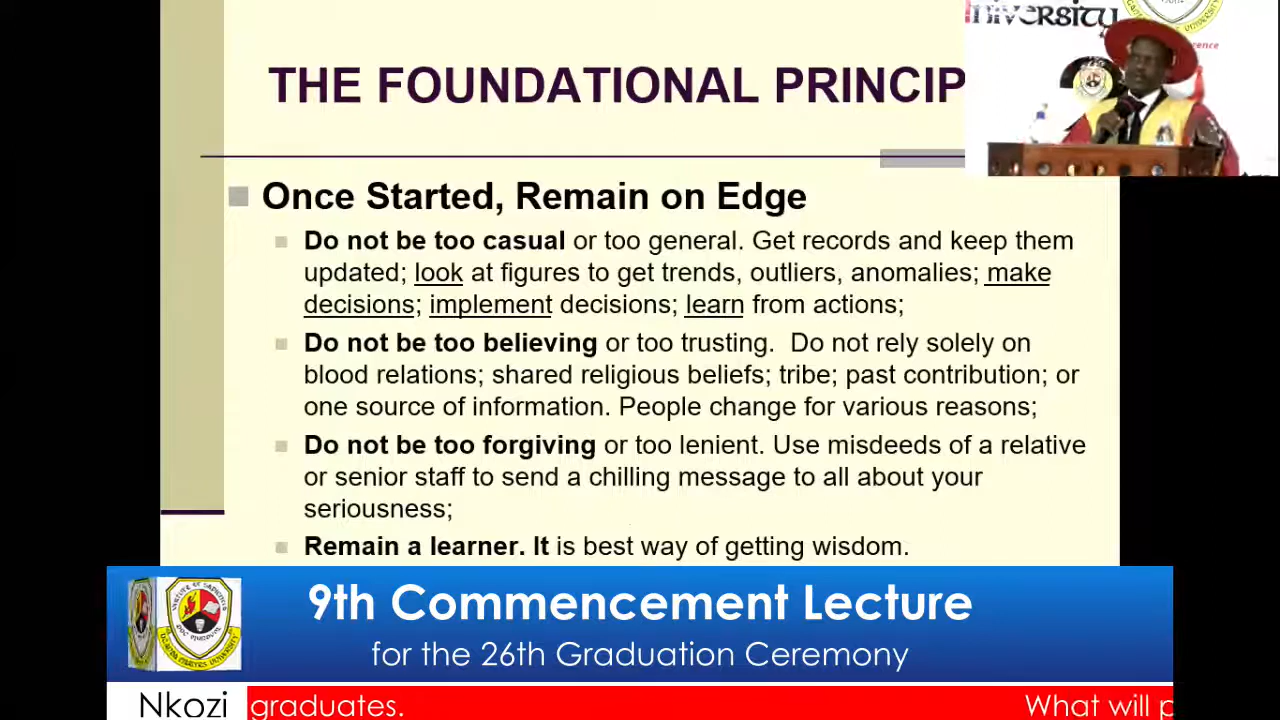 THE FOUNDATIONAL PRINCIP
niversity
Once Started, Remain on Edge
Do not be too casual or too general. Get records and keep them
updated; look at figures to get trends, outliers, anomalies; make
decisions; implement decisions; learn from actions;
Do not be too believing or too trusting. Do not rely solely on
blood relations; shared religious beliefs; tribe; past contribution; or
one source of information. People change for various reasons;
Do not be too forgiving or too lenient. Use misdeeds of a relative
or senior staff to send a chilling message to all about your
seriousness;
Remain a learner. It is best way of getting wisdom.
9th Commencement Lecture
for the 26th Graduation Ceremony
Nkozi graduates. What will p